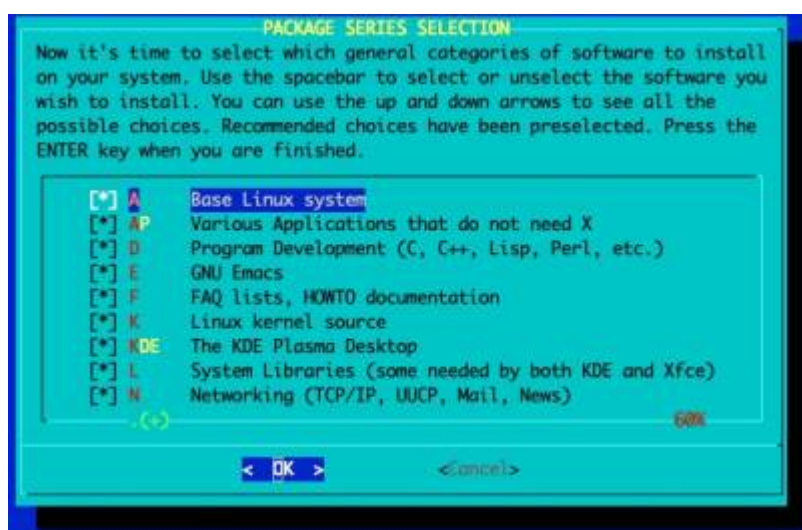 PACKAGE SERIES SELECTION
Now it's time to select which general categories of software to install
on your system. Use the spacebar to select or unselect the software you
wish to install. You can use the up and down arrows to see all the
possible choices. Recommended choices have been preselected. Press the
ENTER key when you are finished.
[*] A Base Linux system
[*] AP Various Applications that do not need X
[*] D Program Development (C, C++, Lisp, Perl, etc.)
[*] E GNU Emacs
[*] F FAQ lists, HOWTO documentation
[*] K Linux kernel source
[*] KDE The KDE Plasma Desktop
[*] L System Libraries (some needed by both KDE and Xfce)
[*] N Networking (TCP/IP, UUCP, Mail, News)
.(+) 60%
< OK > <Cancel>